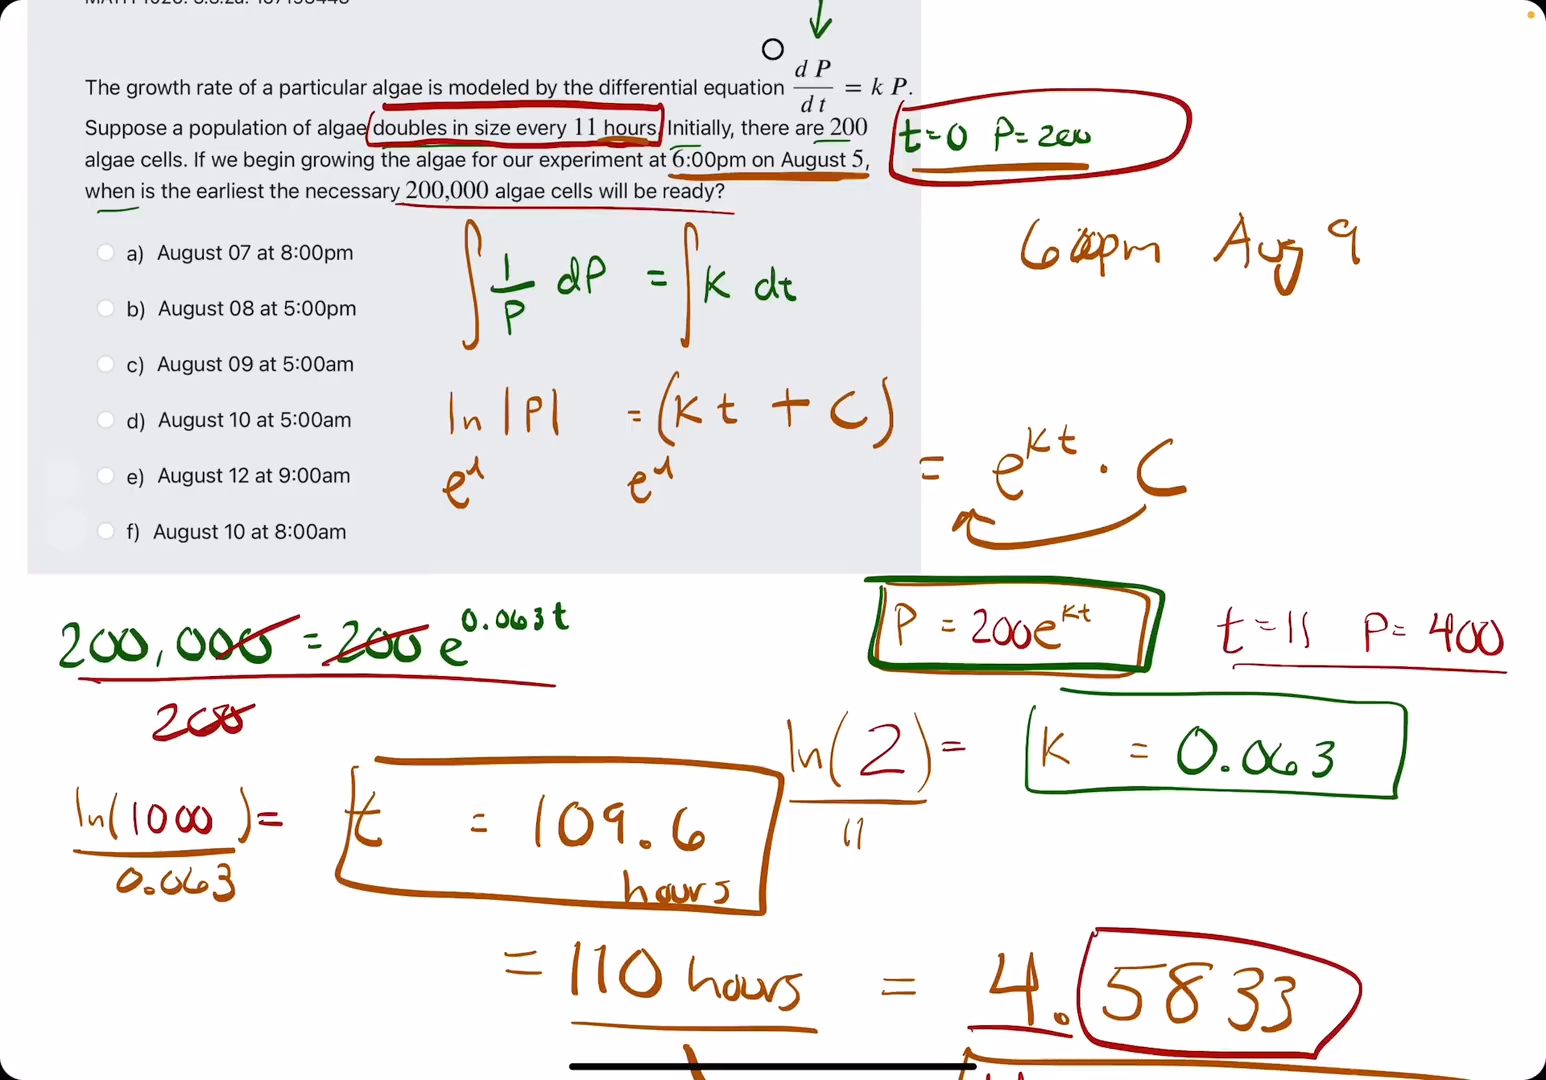 The growth rate of a particular algae is modeled by the differential equation dP/dt = k P.
Suppose a population of algae doubles in size every 11 hours. Initially, there are 200
algae cells. If we begin growing the algae for our experiment at 6:00pm on August 5,
when is the earliest the necessary 200,000 algae cells will be ready?
t=0 P=200
6:00pm Aug 9
a) August 07 at 8:00pm
b) August 08 at 5:00pm
c) August 09 at 5:00am
d) August 10 at 5:00am
e) August 12 at 9:00am
f) August 10 at 8:00am
∫ 1/P dP = ∫ k dt
ln |P| = (kt + C)
e e
= e^kt · C
P = 200e^kt
t=11 P=400
200,000 = 200 e^0.063t
200
ln(2) = k = 0.063
11
ln(1000) = t = 109.6
0.063
hours
= 110 hours = 4.5833